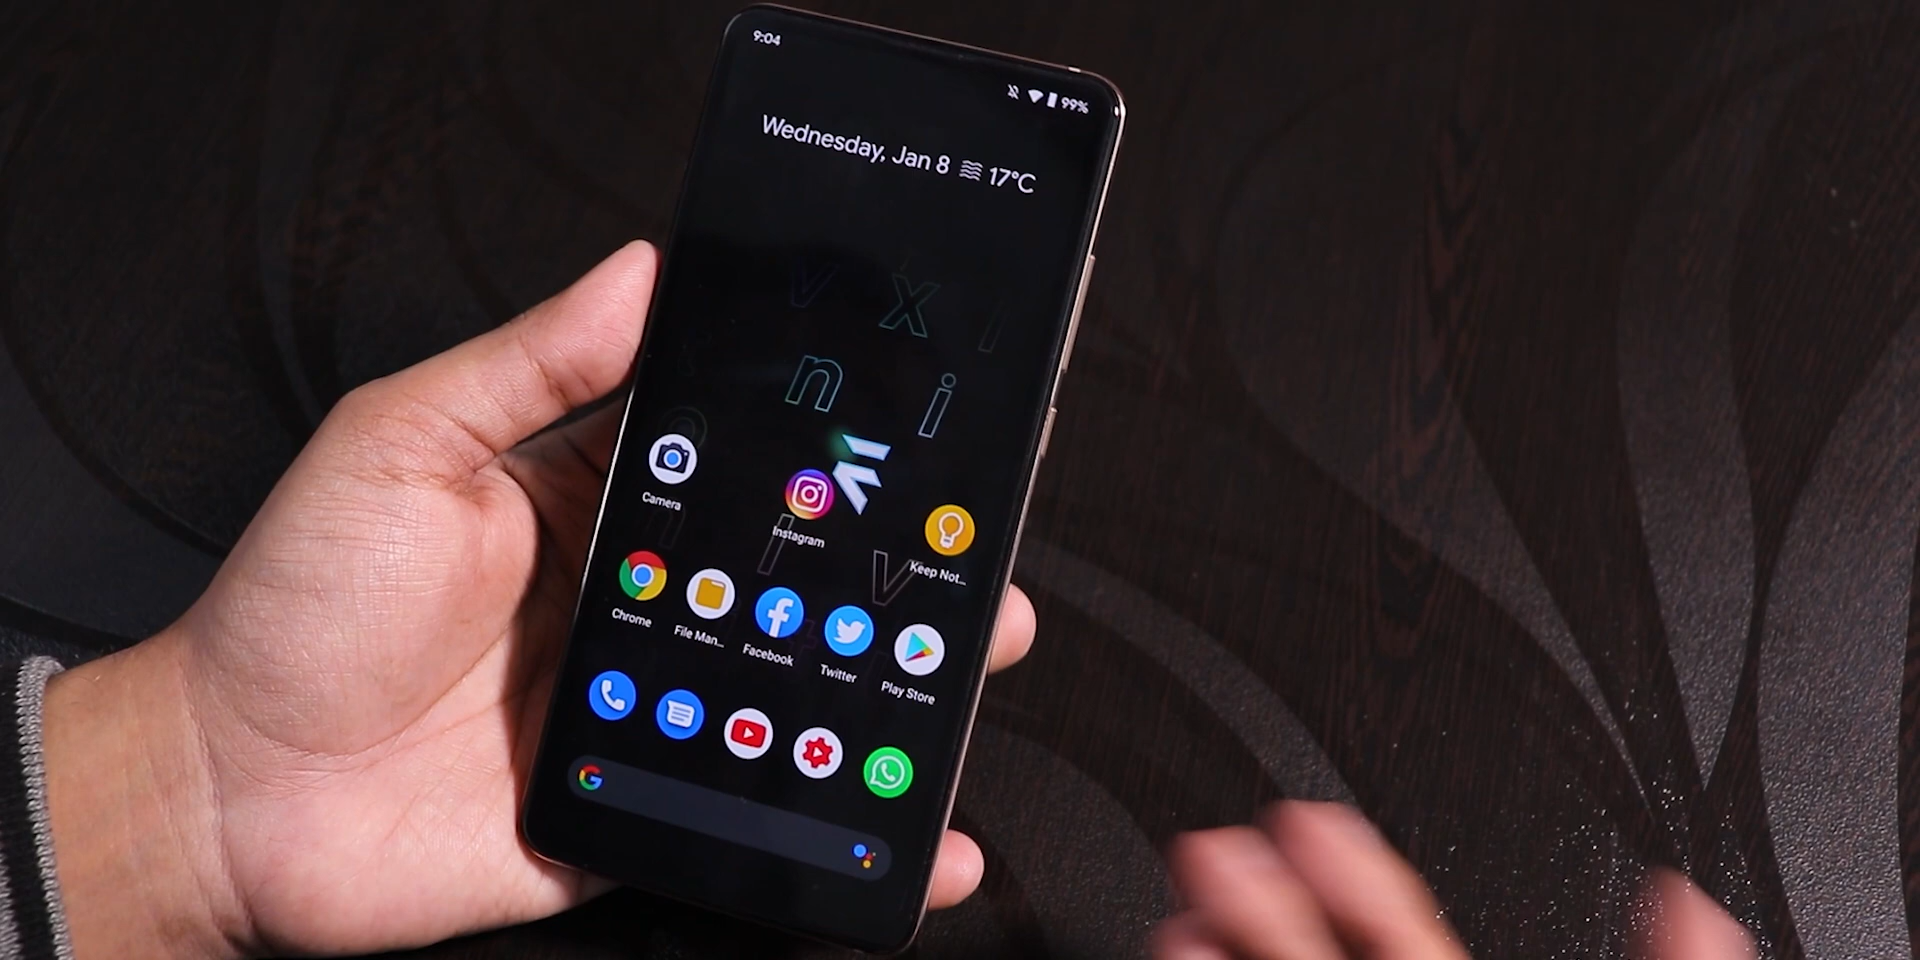 9:04
99%
Wednesday, Jan 8 17°C
v x i
n i
Camera
Instagram
Keep Not...
i v
Chrome
File Man...
Facebook
Twitter
Play Store